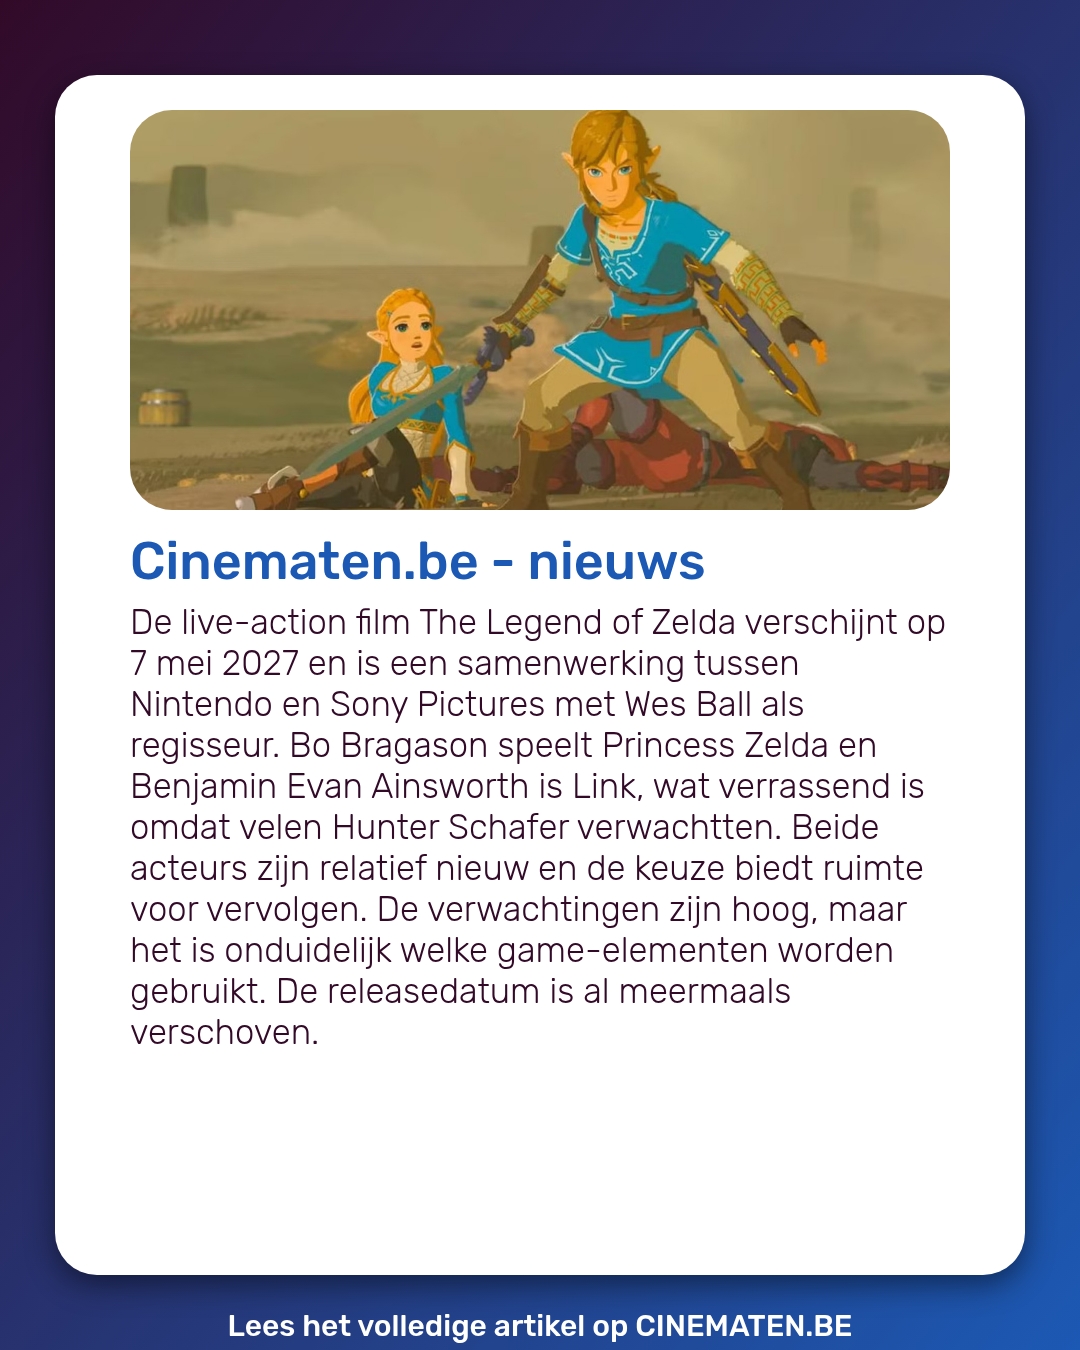 Cinematen.be - nieuws
De live-action film The Legend of Zelda verschijnt op
7 mei 2027 en is een samenwerking tussen
Nintendo en Sony Pictures met Wes Ball als
regisseur. Bo Bragason speelt Princess Zelda en
Benjamin Evan Ainsworth is Link, wat verrassend is
omdat velen Hunter Schafer verwachtten. Beide
acteurs zijn relatief nieuw en de keuze biedt ruimte
voor vervolgen. De verwachtingen zijn hoog, maar
het is onduidelijk welke game-elementen worden
gebruikt. De releasedatum is al meermaals
verschoven.
Lees het volledige artikel op CINEMATEN.BE